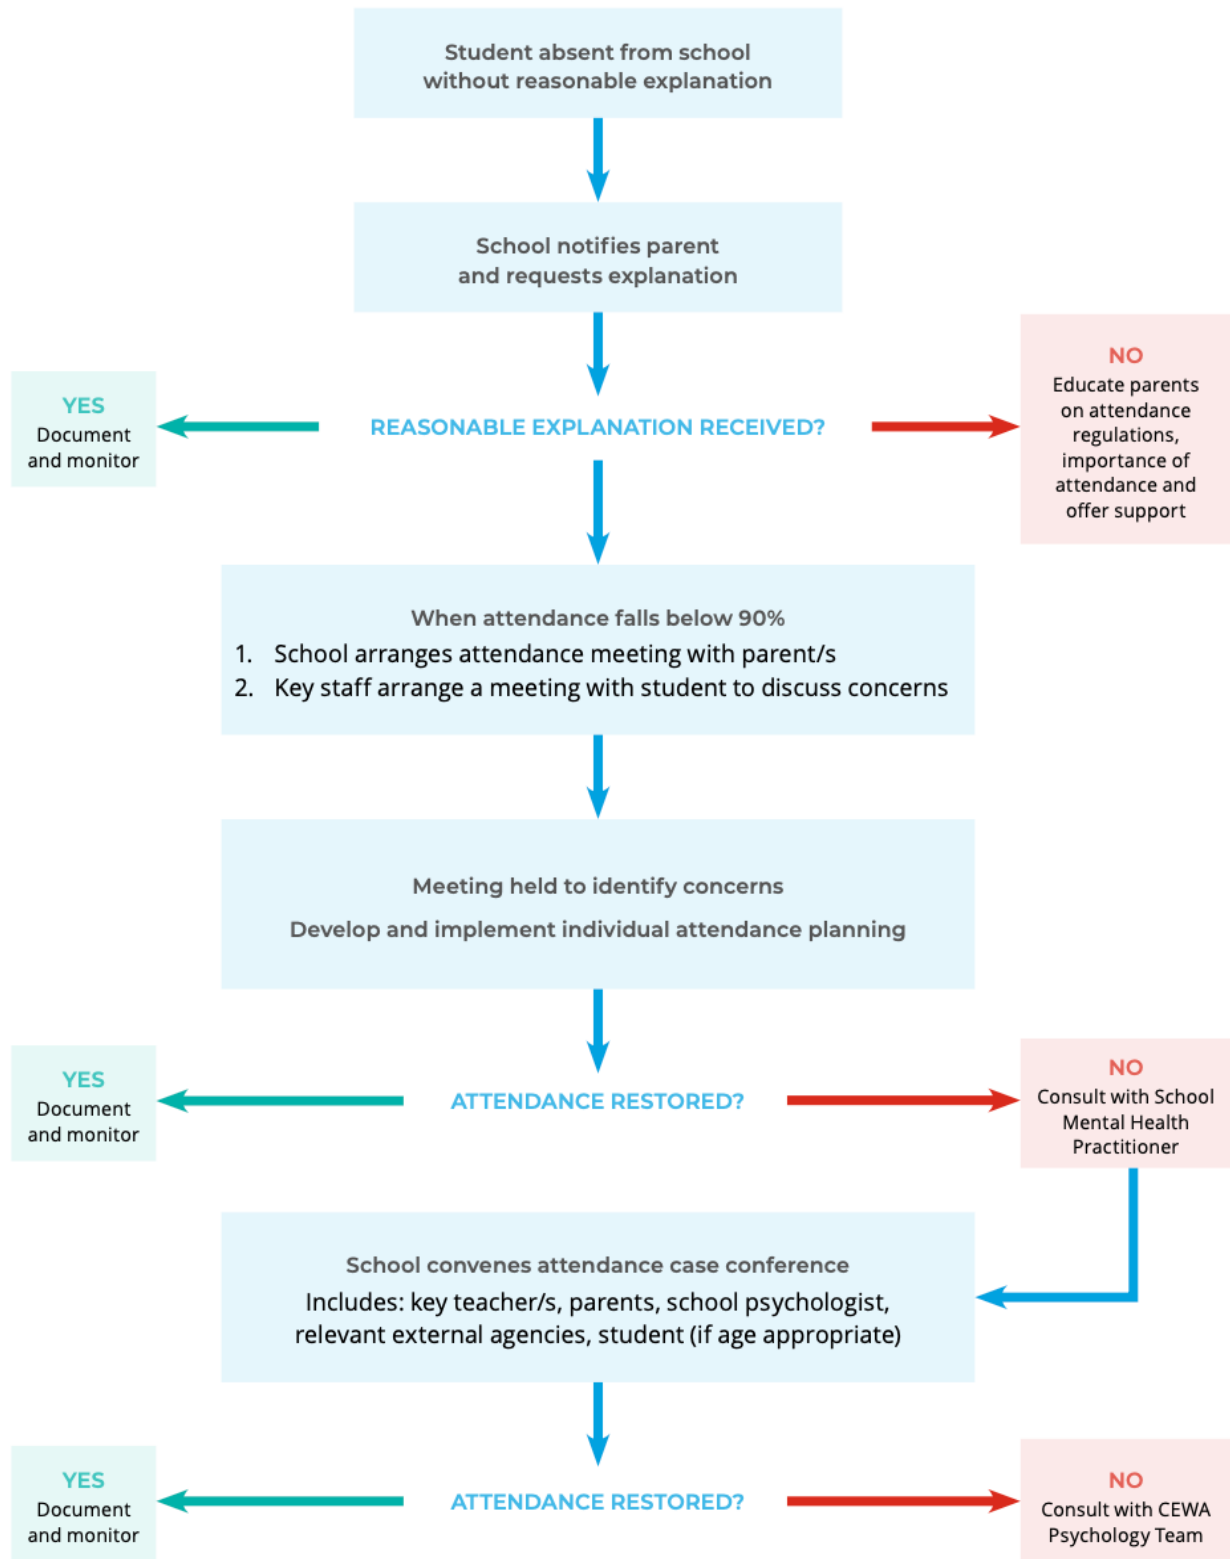 Student absent from school
without reasonable explanation
School notifies parent
and requests explanation
YES
Document
and monitor
REASONABLE EXPLANATION RECEIVED?
NO
Educate parents
on attendance
regulations,
importance of
attendance and
offer support
When attendance falls below 90%
1. School arranges attendance meeting with parent/s
2. Key staff arrange a meeting with student to discuss concerns
Meeting held to identify concerns
Develop and implement individual attendance planning
YES
Document
and monitor
ATTENDANCE RESTORED?
NO
Consult with School
Mental Health
Practitioner
School convenes attendance case conference
Includes: key teacher/s, parents, school psychologist,
relevant external agencies, student (if age appropriate)
YES
Document
and monitor
ATTENDANCE RESTORED?
NO
Consult with CEWA
Psychology Team